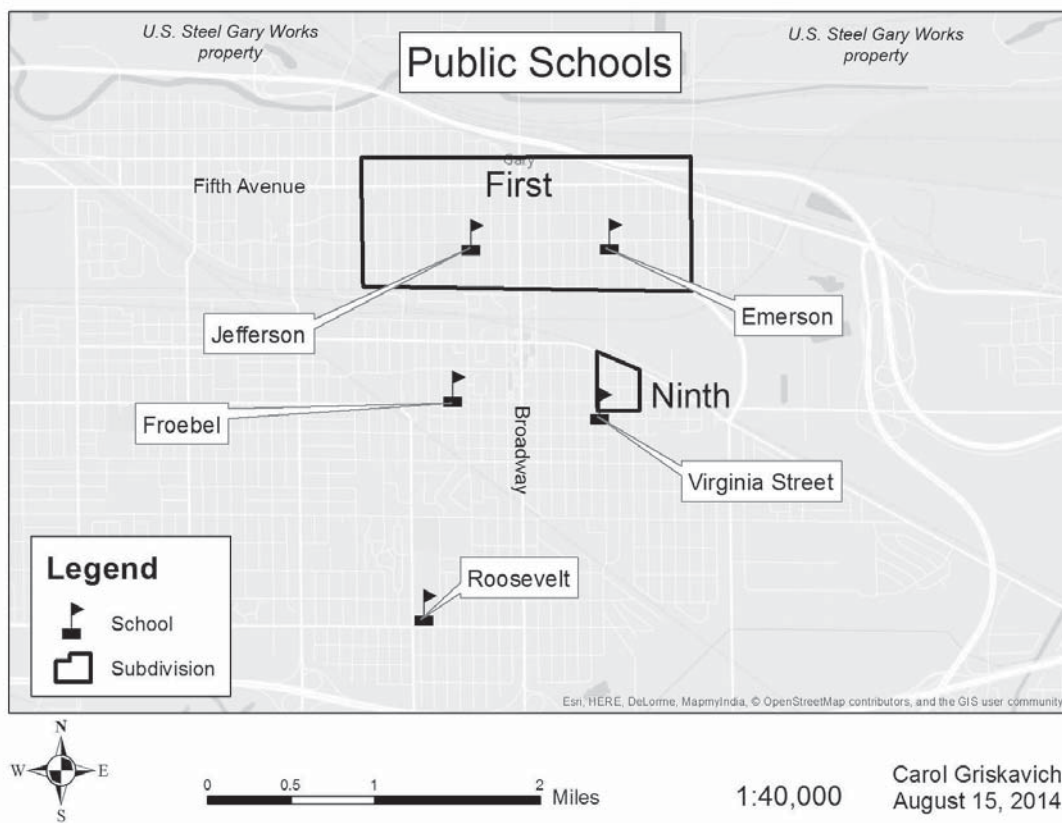 U.S. Steel Gary Works
property
Public Schools
U.S. Steel Gary Works
property
Gary
Fifth Avenue
First
Jefferson
Emerson
Froebel
Ninth
Broadway
Virginia Street
Roosevelt
Legend
School
Subdivision
Esri, HERE, DeLorme, MapmyIndia, © OpenStreetMap contributors, and the GIS user community
N
W
E
S
0 0.5 1 2
Miles
1:40,000
Carol Griskavich
August 15, 2014